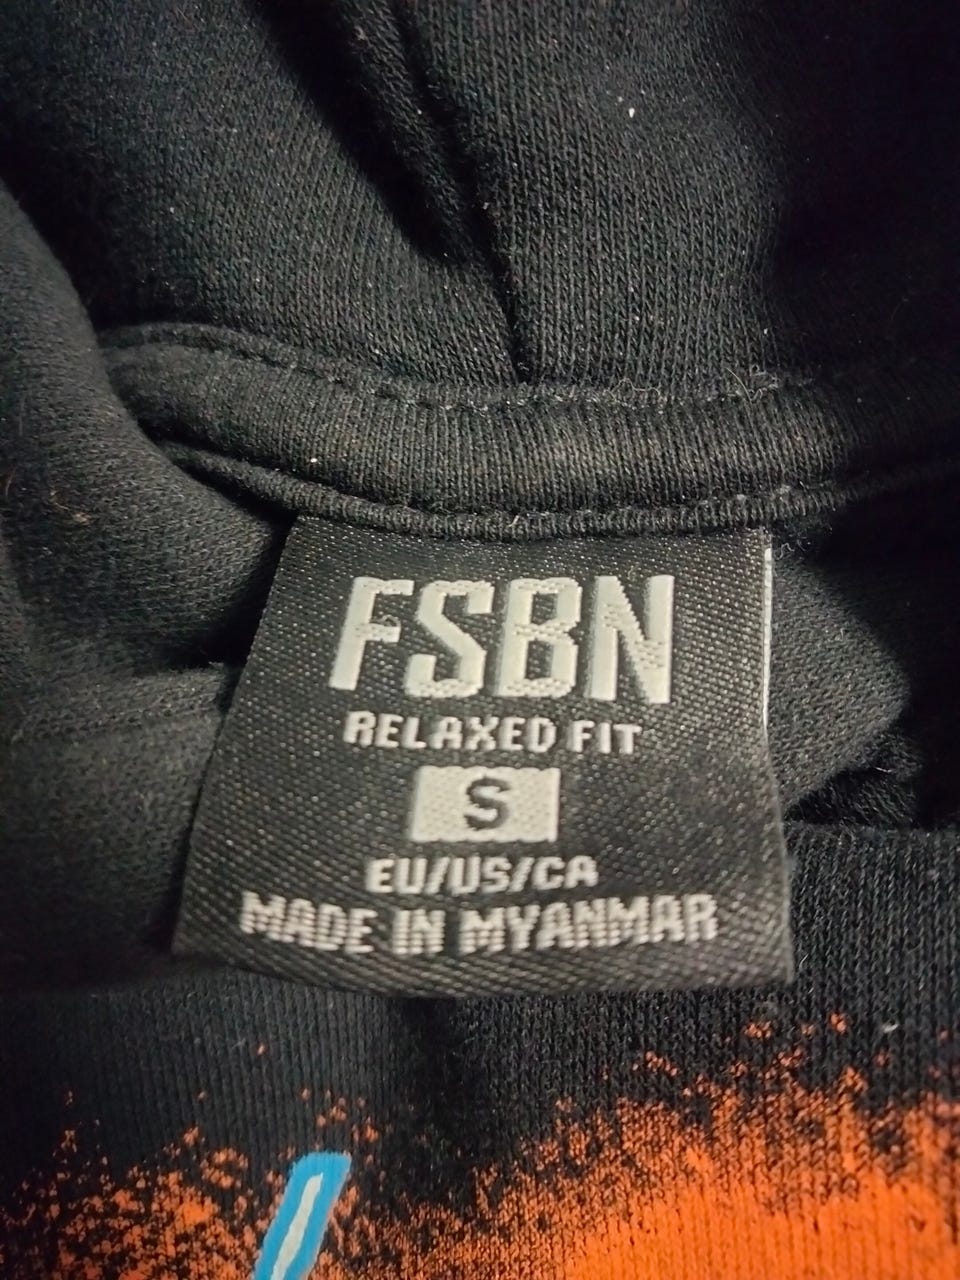 FSBN
RELAXED FIT
S
EU/US/CA
MADE IN MYANMAR